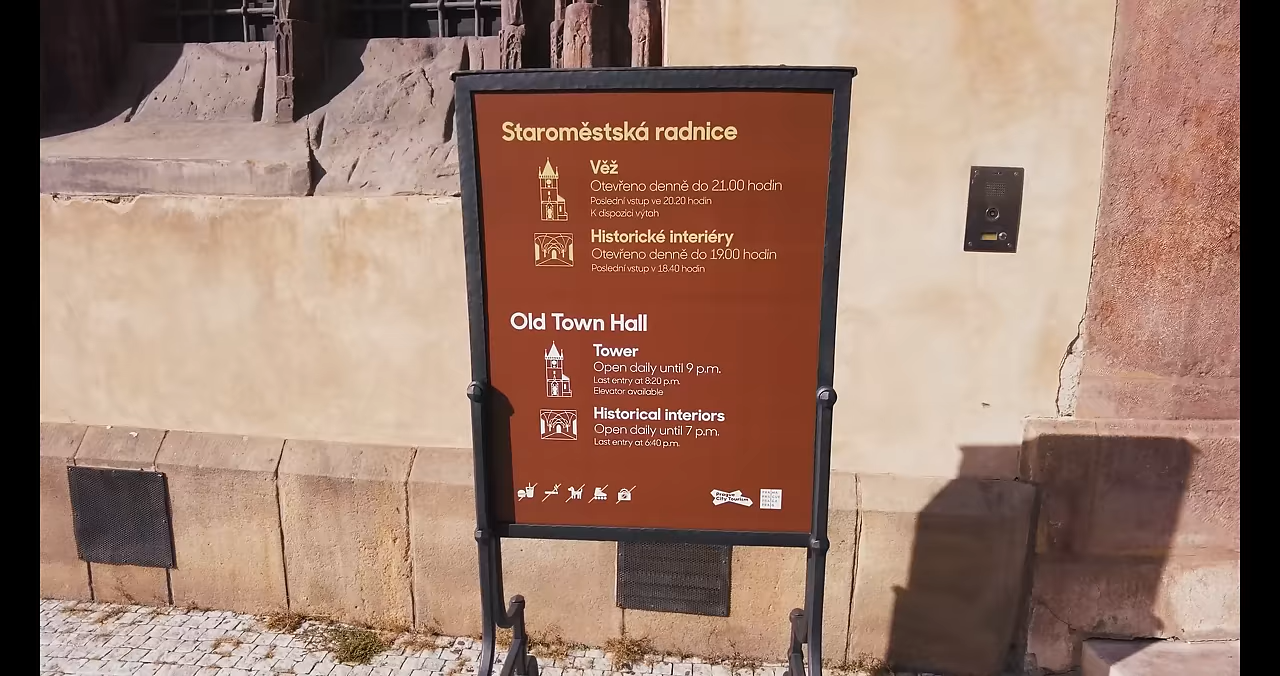 Staroměstská radnice
Věž
Otevřeno denně do 21.00 hodin
Poslední vstup ve 20.20 hodin
K dispozici výtah
Historické interiéry
Otevřeno denně do 19.00 hodin
Poslední vstup v 18.40 hodin
Old Town Hall
Tower
Open daily until 9 p.m.
Last entry at 8:20 p.m.
Elevator available
Historical interiors
Open daily until 7 p.m.
Last entry at 6:40 p.m.
Prague
City Tourism